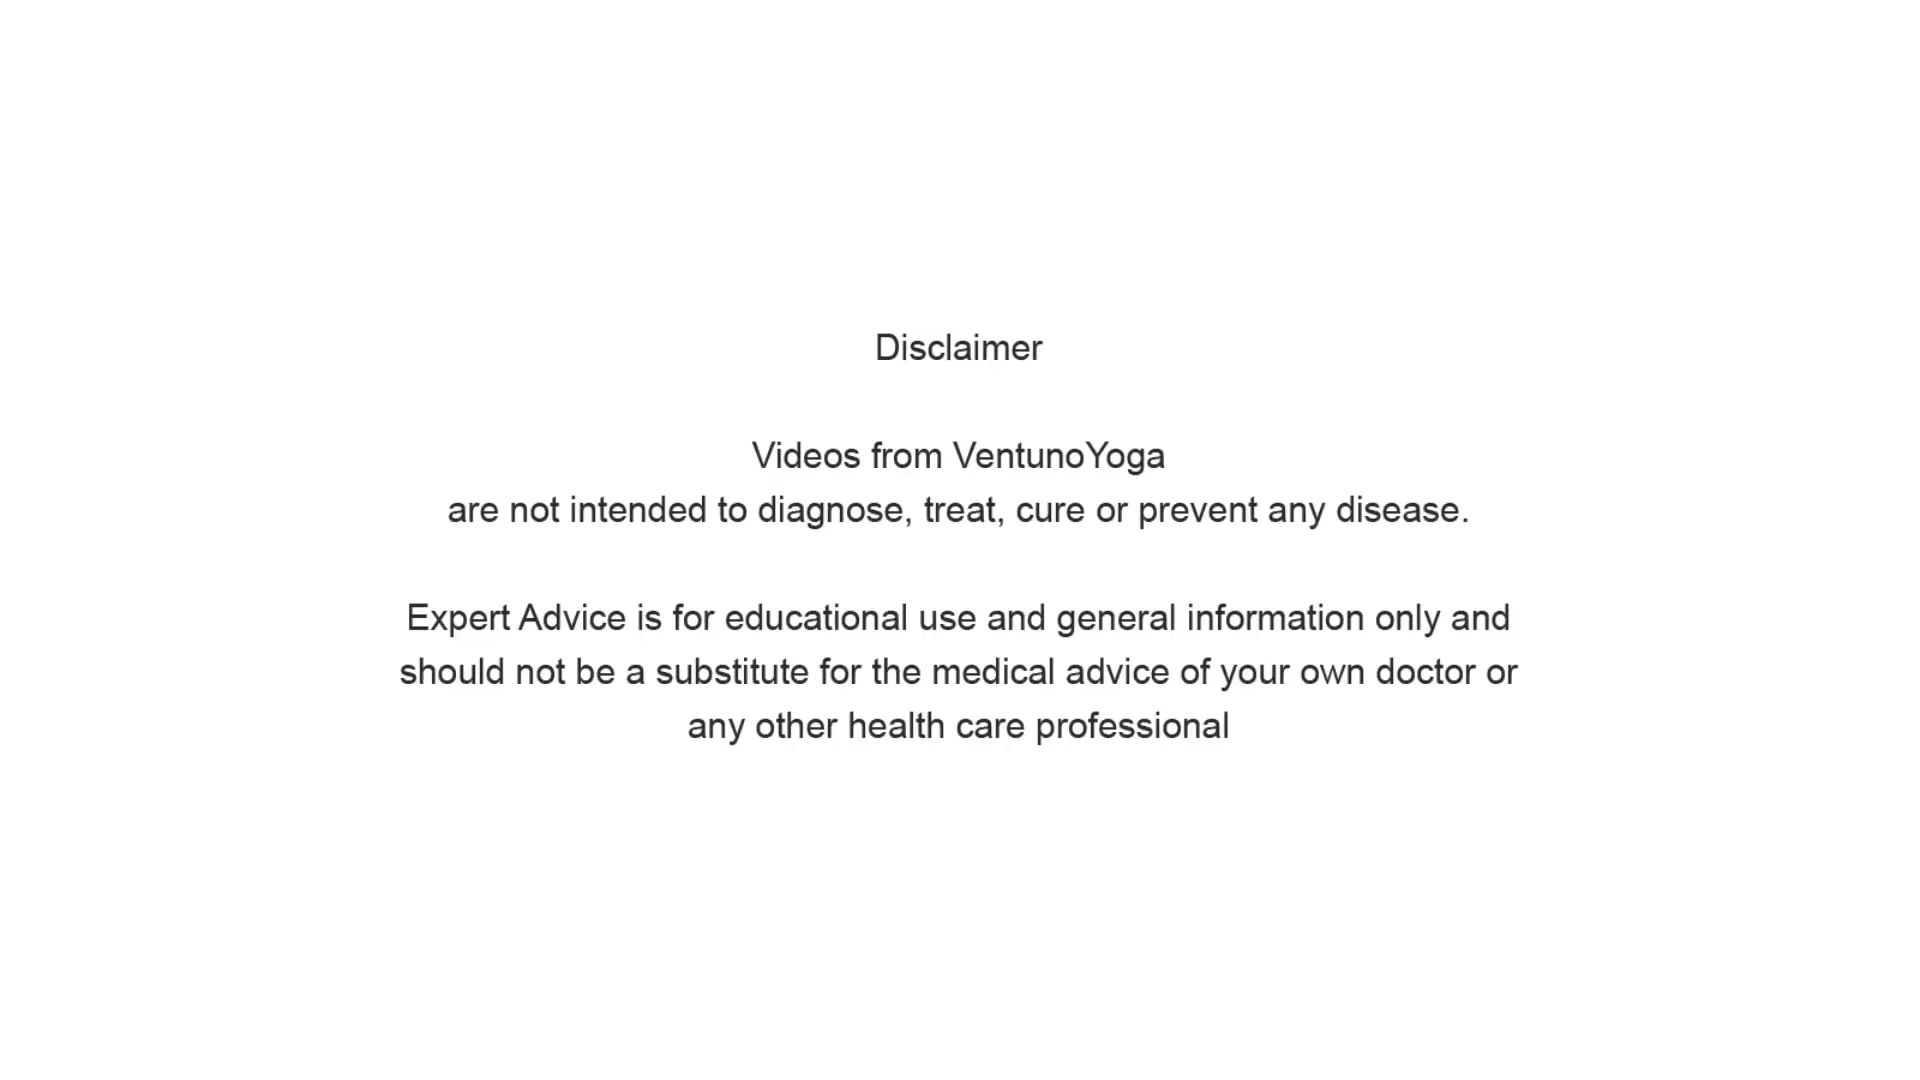 Disclaimer
Videos from VentunoYoga
are not intended to diagnose, treat, cure or prevent any disease.
Expert Advice is for educational use and general information only and
should not be a substitute for the medical advice of your own doctor or
any other health care professional